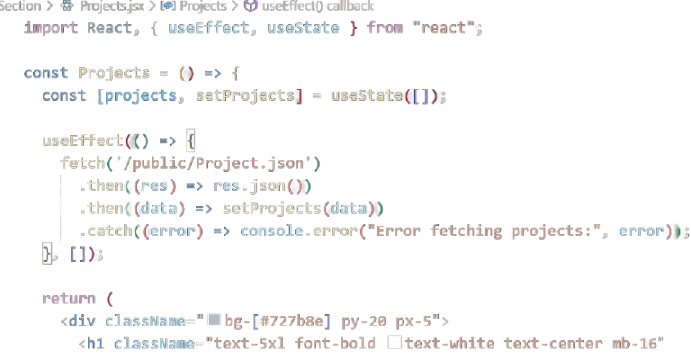 Section > Projects.jsx > Projects > useEffect() callback
import React, { useEffect, useState } from "react";
const Projects = () => {
const [projects, setProjects] = useState([]);
useEffect(() => {
fetch('/public/Project.json')
.then((res) => res.json())
.then((data) => setProjects(data))
.catch((error) => console.error("Error fetching projects:", error));
}, []);
return (
<div className="bg-[#727b8e] py-20 px-5">
<h1 className="text-5xl font-bold text-white text-center mb-16"